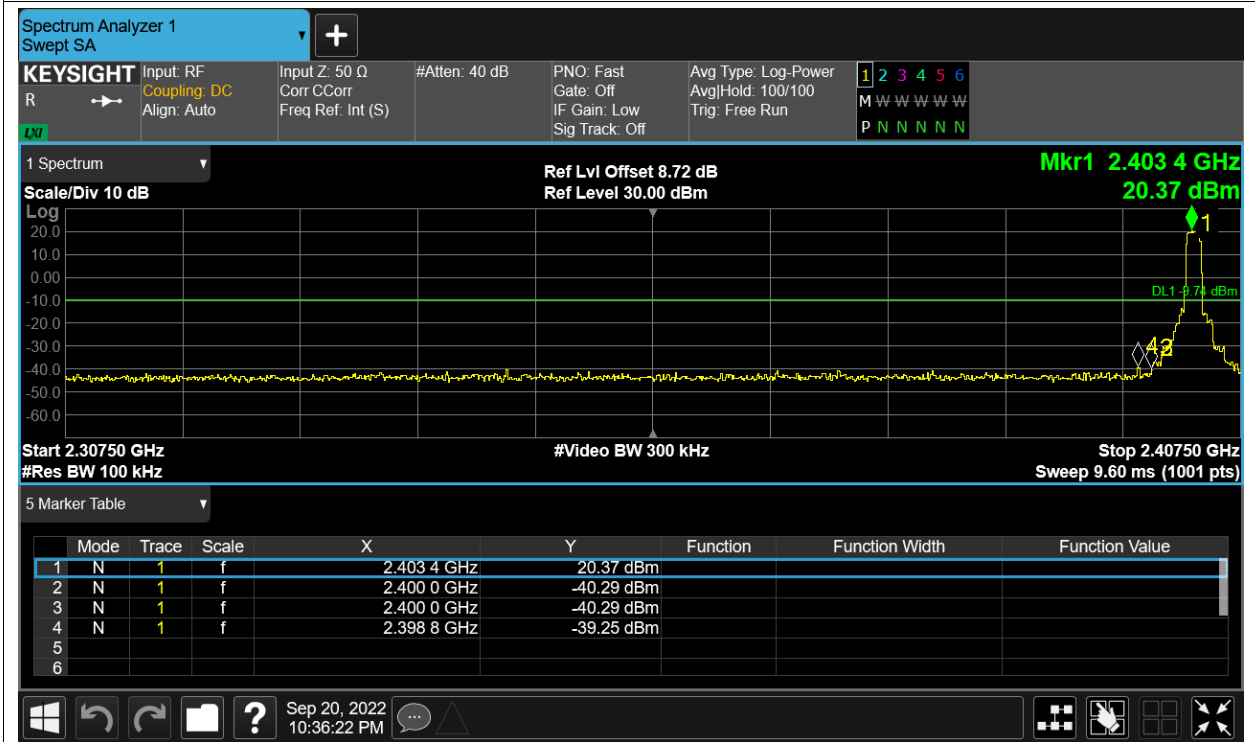 Spectrum Analyzer 1
Swept SA
KEYSIGHT
R
LXI
Input: RF
Coupling: DC
Align: Auto
Input Z: 50 Ω
Corr CCorr
Freq Ref: Int (S)
#Atten: 40 dB
PNO: Fast
Gate: Off
IF Gain: Low
Sig Track: Off
Avg Type: Log-Power
Avg|Hold: 100/100
Trig: Free Run
1 2 3 4 5 6
M W W W W W
P N N N N N
1 Spectrum
Scale/Div 10 dB
Ref Lvl Offset 8.72 dB
Ref Level 30.00 dBm
Mkr1 2.403 4 GHz
20.37 dBm
Log
1
20.0
10.0
0.00
DL1 -9.74 dBm
-10.0
-20.0
-30.0
-40.0
-50.0
-60.0
Start 2.30750 GHz
#Video BW 300 kHz
Stop 2.40750 GHz
#Res BW 100 kHz
Sweep 9.60 ms (1001 pts)
5 Marker Table
Mode Trace Scale X Y Function Function Width Function Value
1 N 1 f 2.403 4 GHz 20.37 dBm
2 N 1 f 2.400 0 GHz -40.29 dBm
3 N 1 f 2.400 0 GHz -40.29 dBm
4 N 1 f 2.398 8 GHz -39.25 dBm
5
6
?
Sep 20, 2022
10:36:22 PM